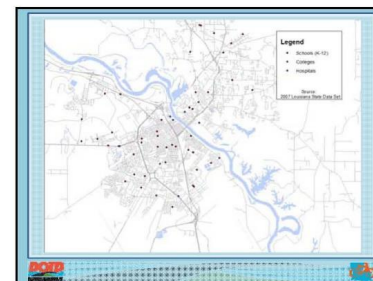 Legend
Schools (K-12)
Colleges
Hospitals
Source
2007 Louisiana State Data Set
DOTD